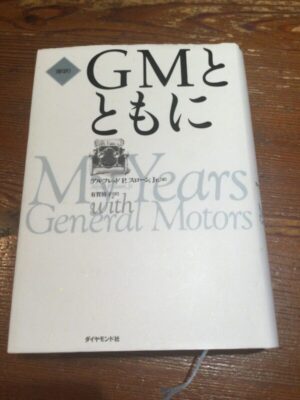 [新訳]
GMと
ともに
アルフレッド P. スローン,Jr.[著]
有賀裕子[訳]
My Years
with
General Motors
ダイヤモンド社